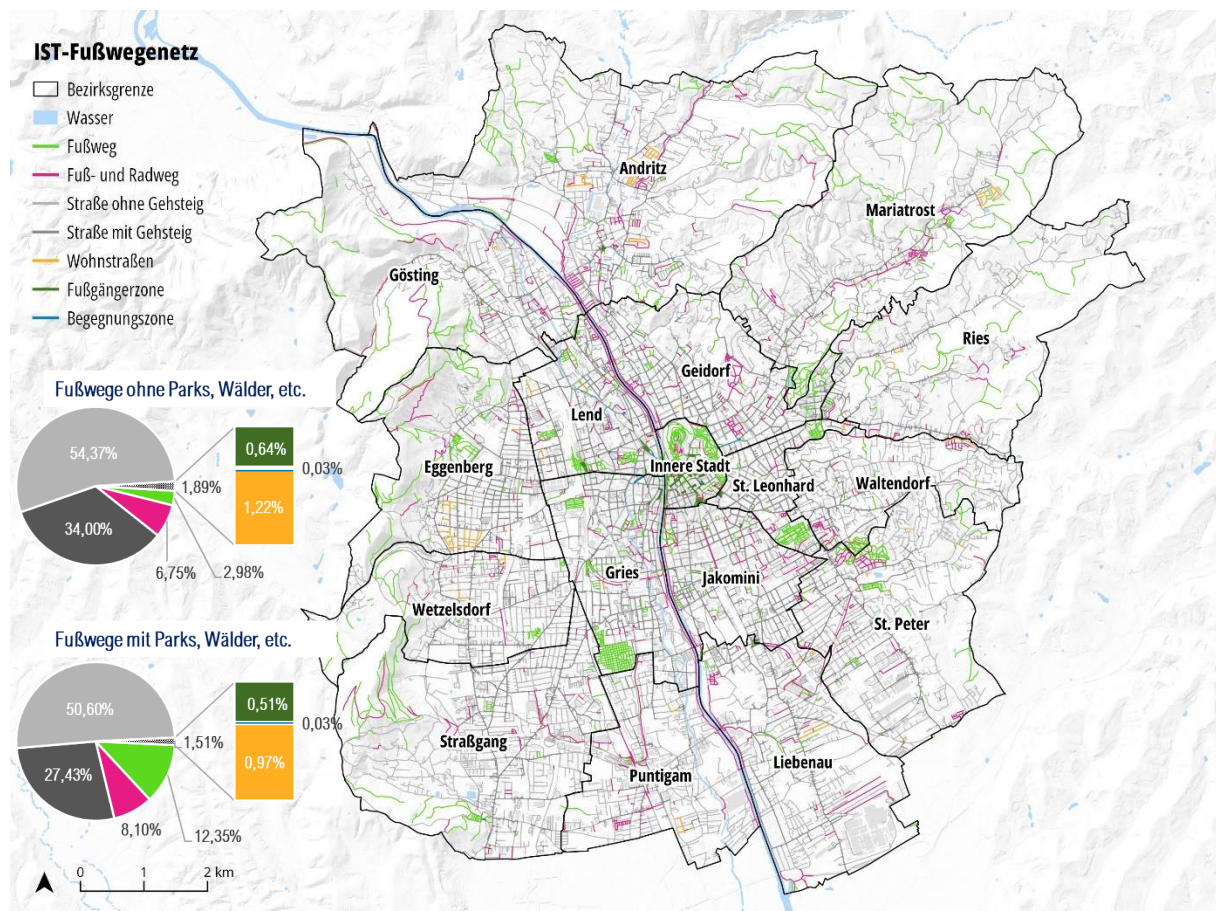 IST-Fußwegenetz
Bezirksgrenze
Wasser
Fußweg
Fuß- und Radweg
Straße ohne Gehsteig
Straße mit Gehsteig
Wohnstraßen
Fußgängerzone
Begegnungszone
Andritz
Mariatrost
Gösting
Ries
Geidorf
Lend
Eggenberg
Innere Stadt
St. Leonhard
Waltendorf
Gries
Jakomini
Wetzelsdorf
St. Peter
Straßgang
Puntigam
Liebenau
Fußwege ohne Parks, Wälder, etc.
54,37%
34,00%
6,75%
2,98%
1,89%
0,64%
0,03%
1,22%
Fußwege mit Parks, Wälder, etc.
50,60%
27,43%
8,10%
12,35%
1,51%
0,51%
0,03%
0,97%
0 1 2 km